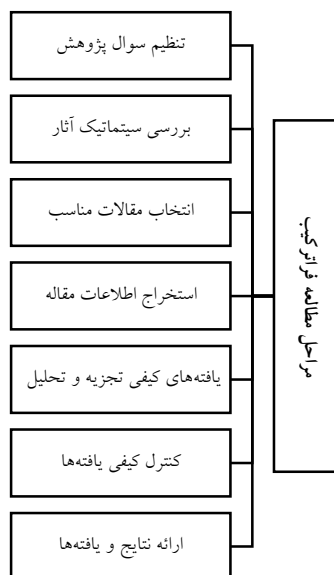 مراحل مطالعه فراترکیب
تنظیم سوال پژوهش
بررسی سیتماتیک آثار
انتخاب مقالات مناسب
استخراج اطلاعات مقاله
یافته‌های کیفی تجزیه و تحلیل
کنترل کیفی یافته‌ها
ارائه نتایج و یافته‌ها